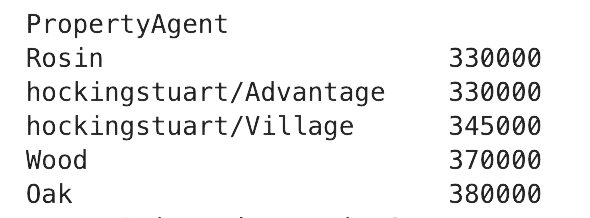 PropertyAgent
Rosin 330000
hockingstuart/Advantage 330000
hockingstuart/Village 345000
Wood 370000
Oak 380000